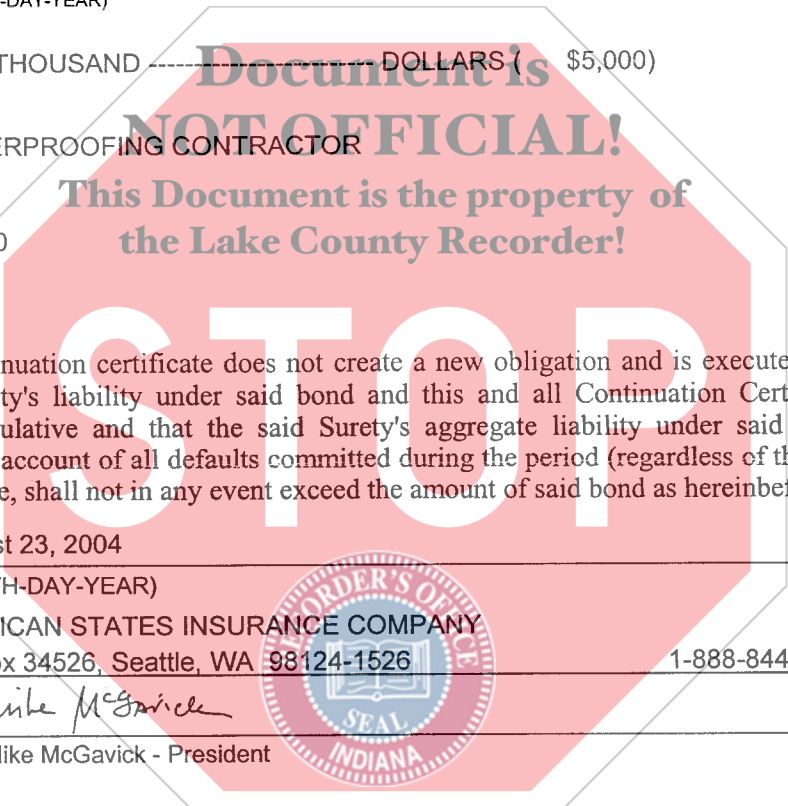 -DAY-YEAR)
THOUSAND ----------------------- DOLLARS ( $5,000)
Document is
NOT OFFICIAL!
ERPROOFING CONTRACTOR
This Document is the property of
the Lake County Recorder!
0
STOP
nuation certificate does not create a new obligation and is execute
ty's liability under said bond and this and all Continuation Cert
ulative and that the said Surety's aggregate liability under said
account of all defaults committed during the period (regardless of th
e, shall not in any event exceed the amount of said bond as hereinbef
st 23, 2004
TH-DAY-YEAR)
ICAN STATES INSURANCE COMPANY
ox 34526, Seattle, WA 98124-1526 1-888-844
Mike McGavick
Mike McGavick - President
RECORDER'S OFFICE
SEAL
INDIANA